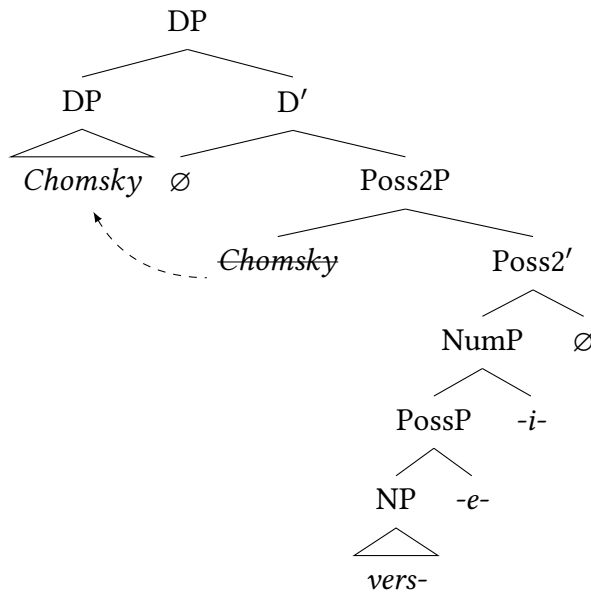 DP
DP D′
Chomsky ∅ Poss2P
Chomsky Poss2′
NumP ∅
PossP -i-
NP -e-
vers-